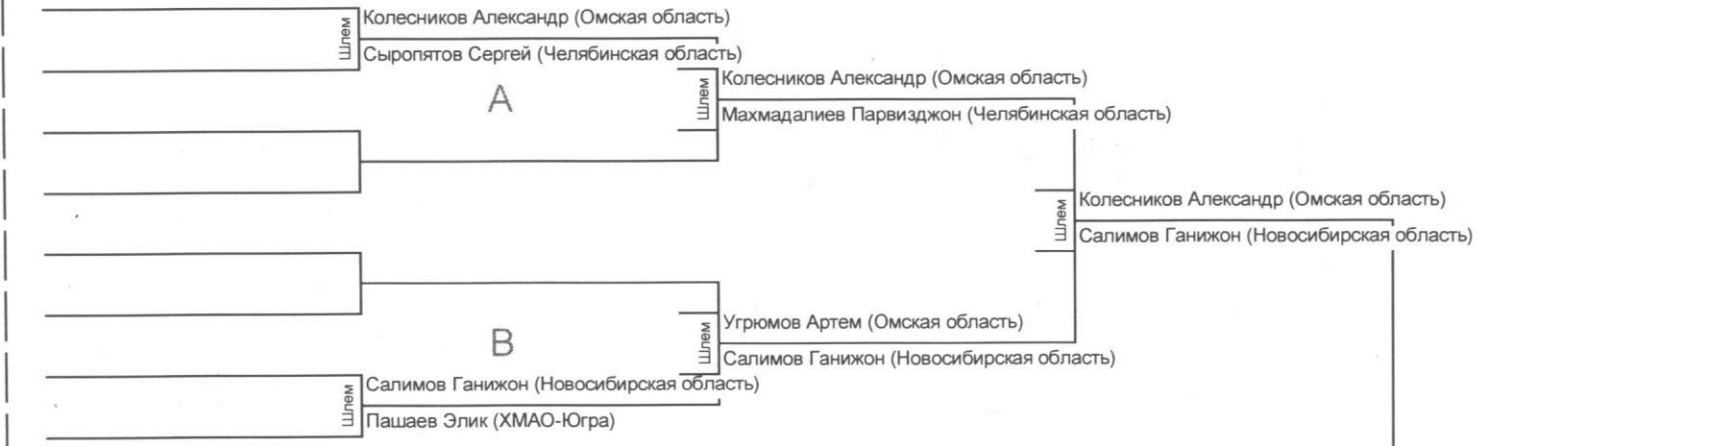 Шлем
Колесников Александр (Омская область)
Сыропятов Сергей (Челябинская область)
A
Шлем
Колесников Александр (Омская область)
Махмадалиев Парвизджон (Челябинская область)
Шлем
Колесников Александр (Омская область)
Салимов Ганижон (Новосибирская область)
B
Шлем
Угрюмов Артем (Омская область)
Салимов Ганижон (Новосибирская область)
Шлем
Салимов Ганижон (Новосибирская область)
Пашаев Элик (ХМАО-Югра)